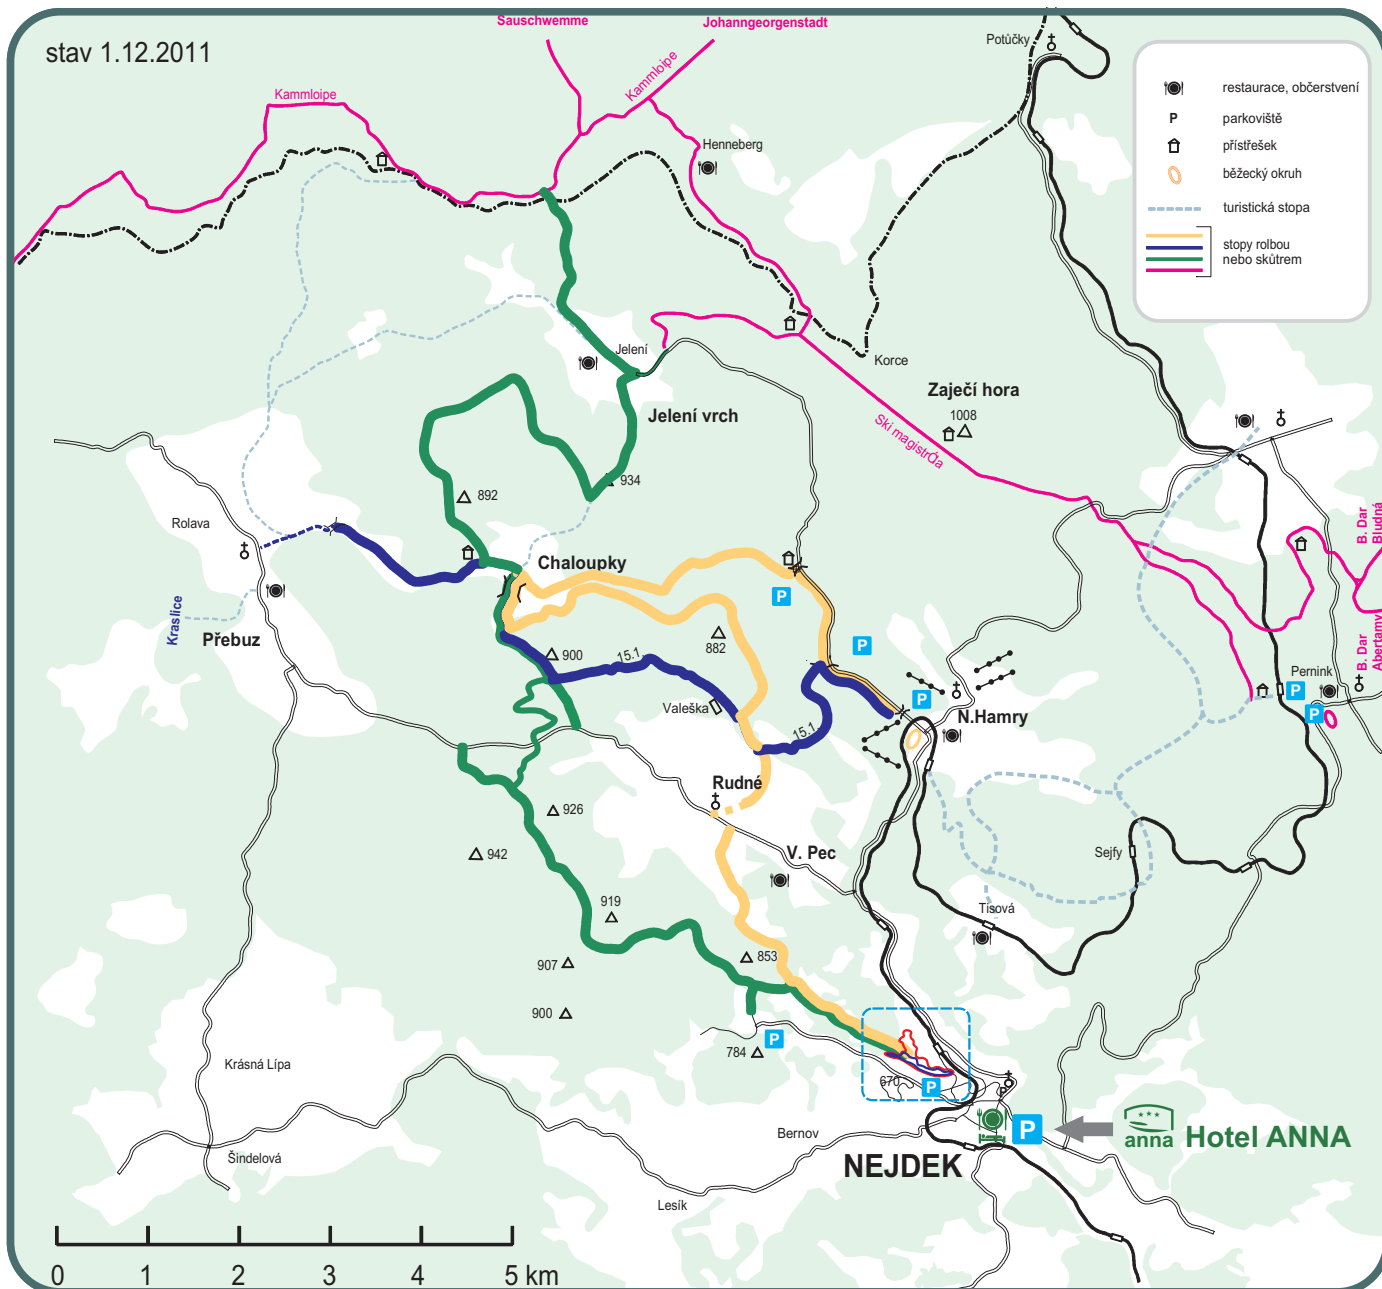 Sauschwemme
Johanngeorgenstadt
stav 1.12.2011
Potůčky
Kammloipe
Kammloipe
Henneberg
restaurace, občerstvení
P parkoviště
přístřešek
běžecký okruh
turistická stopa
stopy rolbou
nebo skůtrem
Jelení
Korce
Zaječí hora
1008
Jelení vrch
Ski magistrÓa
934
892
Rolava
Chaloupky
B. Dar
Bludná
P
Kraslice
Přebuz
882
900
15.1
P
B. Dar
Abertamy
Pernink
P
P
P
Valeška
15.1
N.Hamry
Rudné
926
942
V. Pec
Sejfy
919
Tisová
907
853
900
784
P
670
P
Krásná Lípa
Šindelová
Bernov
P
anna
Hotel ANNA
NEJDEK
Lesík
0 1 2 3 4 5 km